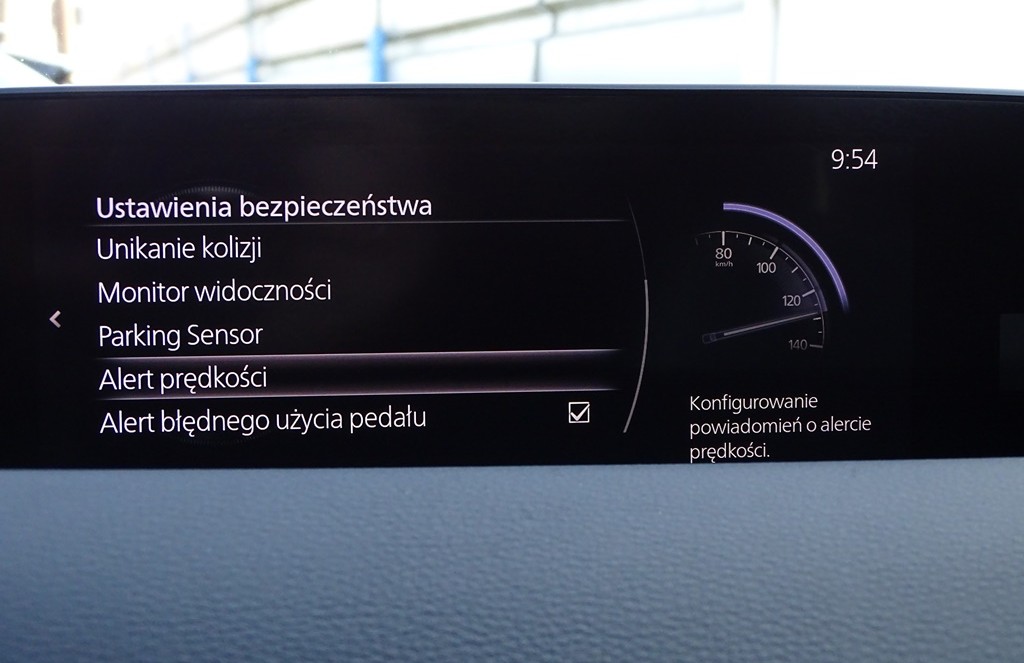 9:54
Ustawienia bezpieczeństwa
Unikanie kolizji
Monitor widoczności
Parking Sensor
Alert prędkości
Alert błędnego użycia pedału
80
km/h
100
120
140
Konfigurowanie
powiadomień o alercie
prędkości.